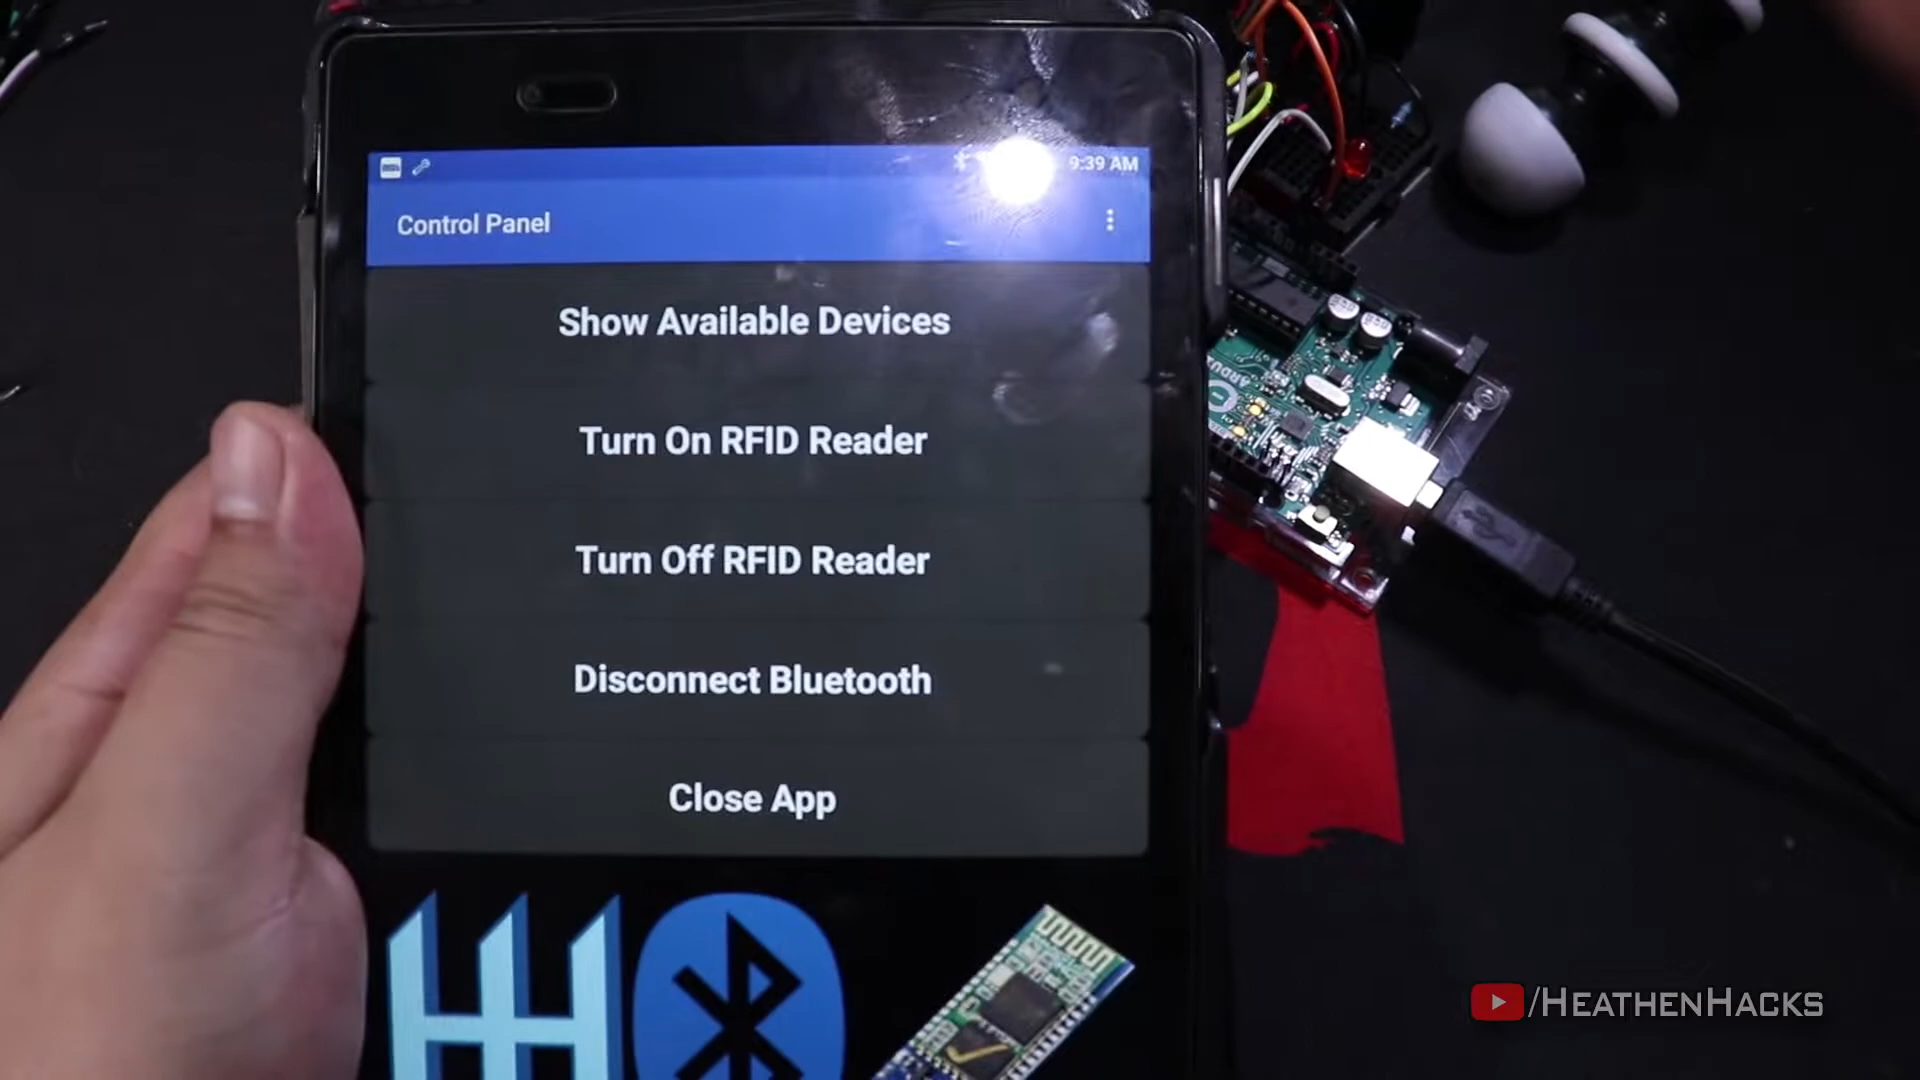 9:39 AM
Control Panel
Show Available Devices
Turn On RFID Reader
Turn Off RFID Reader
Disconnect Bluetooth
Close App
/HEATHENHACKS